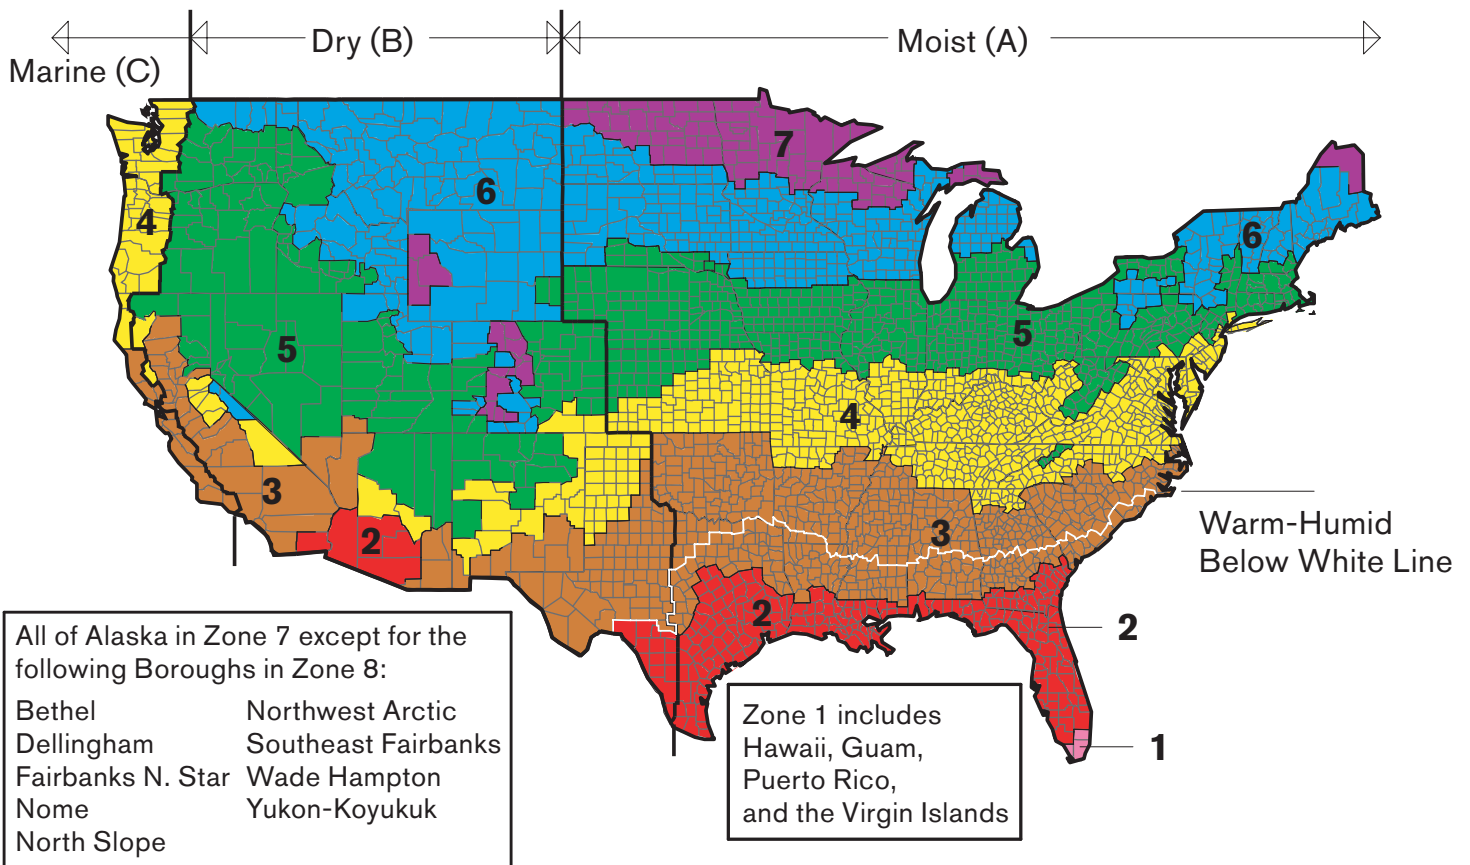 Marine (C)
Dry (B)
Moist (A)
7
6
4
6
5
5
4
3
2
3
Warm-Humid
Below White Line
2
2
1
All of Alaska in Zone 7 except for the
following Boroughs in Zone 8:
Bethel
Dellingham
Fairbanks N. Star
Nome
North Slope
Northwest Arctic
Southeast Fairbanks
Wade Hampton
Yukon-Koyukuk
Zone 1 includes
Hawaii, Guam,
Puerto Rico,
and the Virgin Islands